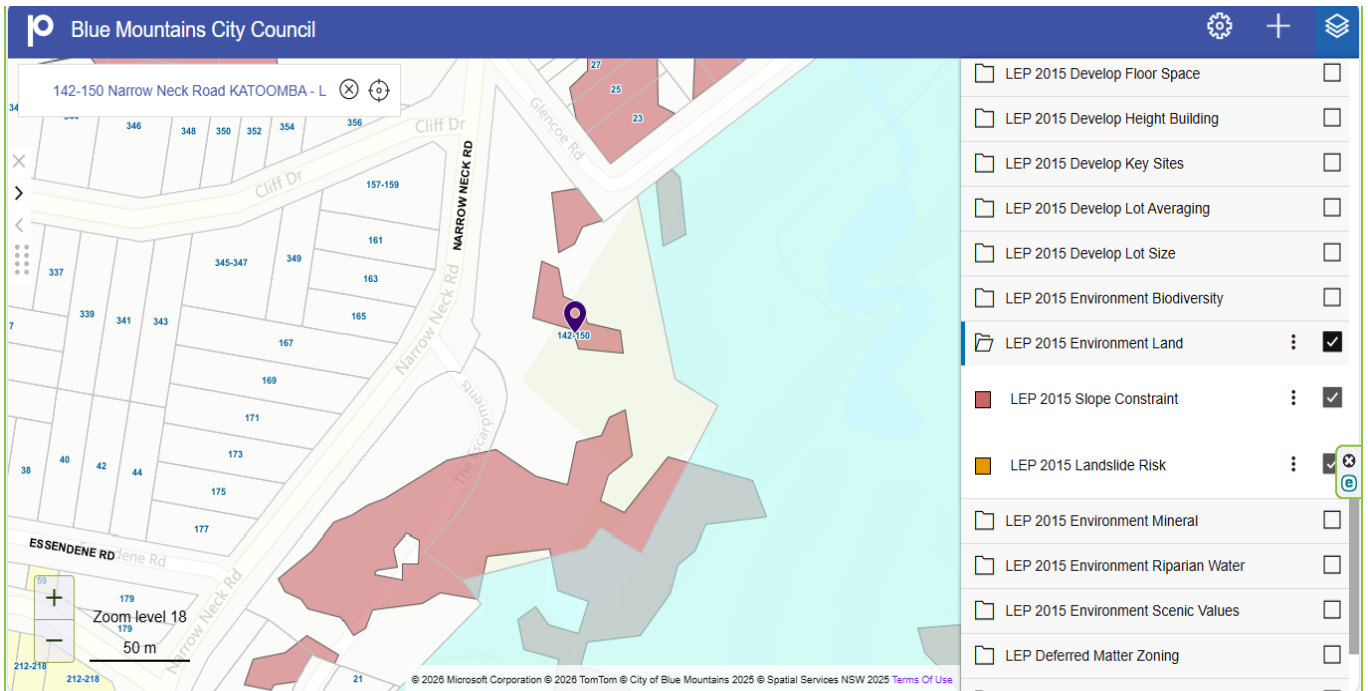 Blue Mountains City Council
142-150 Narrow Neck Road KATOOMBA - L
346
348
350
352
354
356
Cliff Dr
Cliff Dr
157-159
161
163
165
167
169
171
173
175
177
337
339
341
343
345-347
349
7
38
40
42
44
NARROW NECK RD
Narrow Neck Rd
Narrow Neck Rd
Glencoe Rd
27
25
23
142-150
The Escarpments
ESSENDENE RD
dene Rd
59
179
179
212-218
212-218
21
+
Zoom level 18
−
50 m
© 2026 Microsoft Corporation © 2026 TomTom © City of Blue Mountains 2025 © Spatial Services NSW 2025 Terms Of Use
LEP 2015 Develop Floor Space
LEP 2015 Develop Height Building
LEP 2015 Develop Key Sites
LEP 2015 Develop Lot Averaging
LEP 2015 Develop Lot Size
LEP 2015 Environment Biodiversity
LEP 2015 Environment Land
LEP 2015 Slope Constraint
LEP 2015 Landslide Risk
LEP 2015 Environment Mineral
LEP 2015 Environment Riparian Water
LEP 2015 Environment Scenic Values
LEP Deferred Matter Zoning